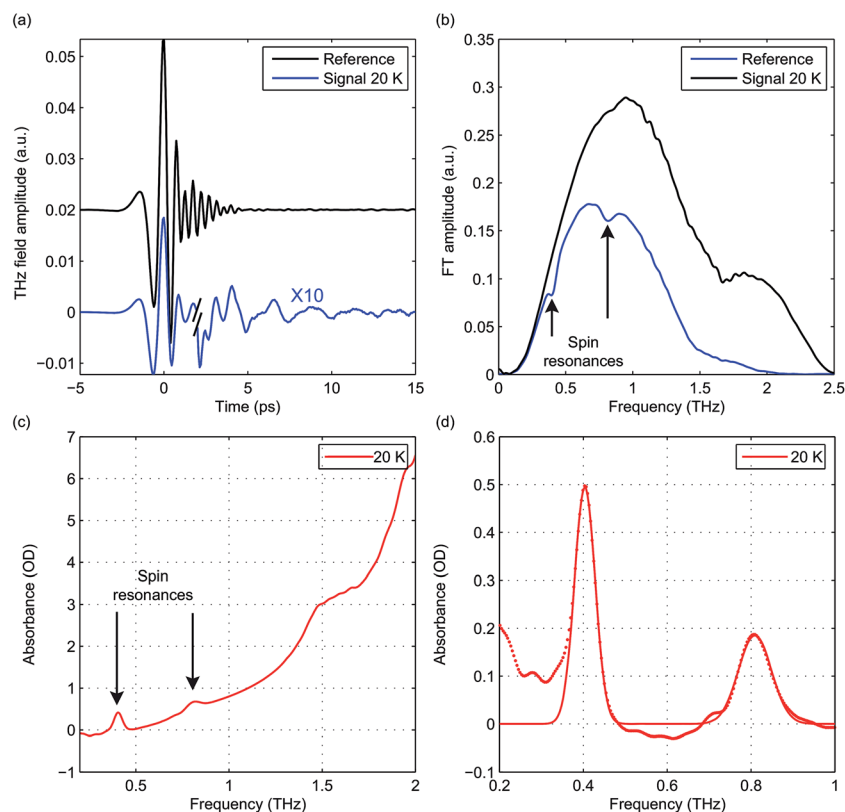 (a)
THz field amplitude (a.u.)
0.05
0.04
0.03
0.02
0.01
0
−0.01
Reference
Signal 20 K
X10
−5
0
5
10
15
Time (ps)
(b)
FT amplitude (a.u.)
0.35
0.3
0.25
0.2
0.15
0.1
0.05
0
Reference
Signal 20 K
Spin
resonances
0
0.5
1
1.5
2
2.5
Frequency (THz)
(c)
Absorbance (OD)
7
6
5
4
3
2
1
0
−1
20 K
Spin
resonances
0.5
1
1.5
2
Frequency (THz)
(d)
Absorbance (OD)
0.6
0.5
0.4
0.3
0.2
0.1
0
−0.1
20 K
0.2
0.4
0.6
0.8
1
Frequency (THz)